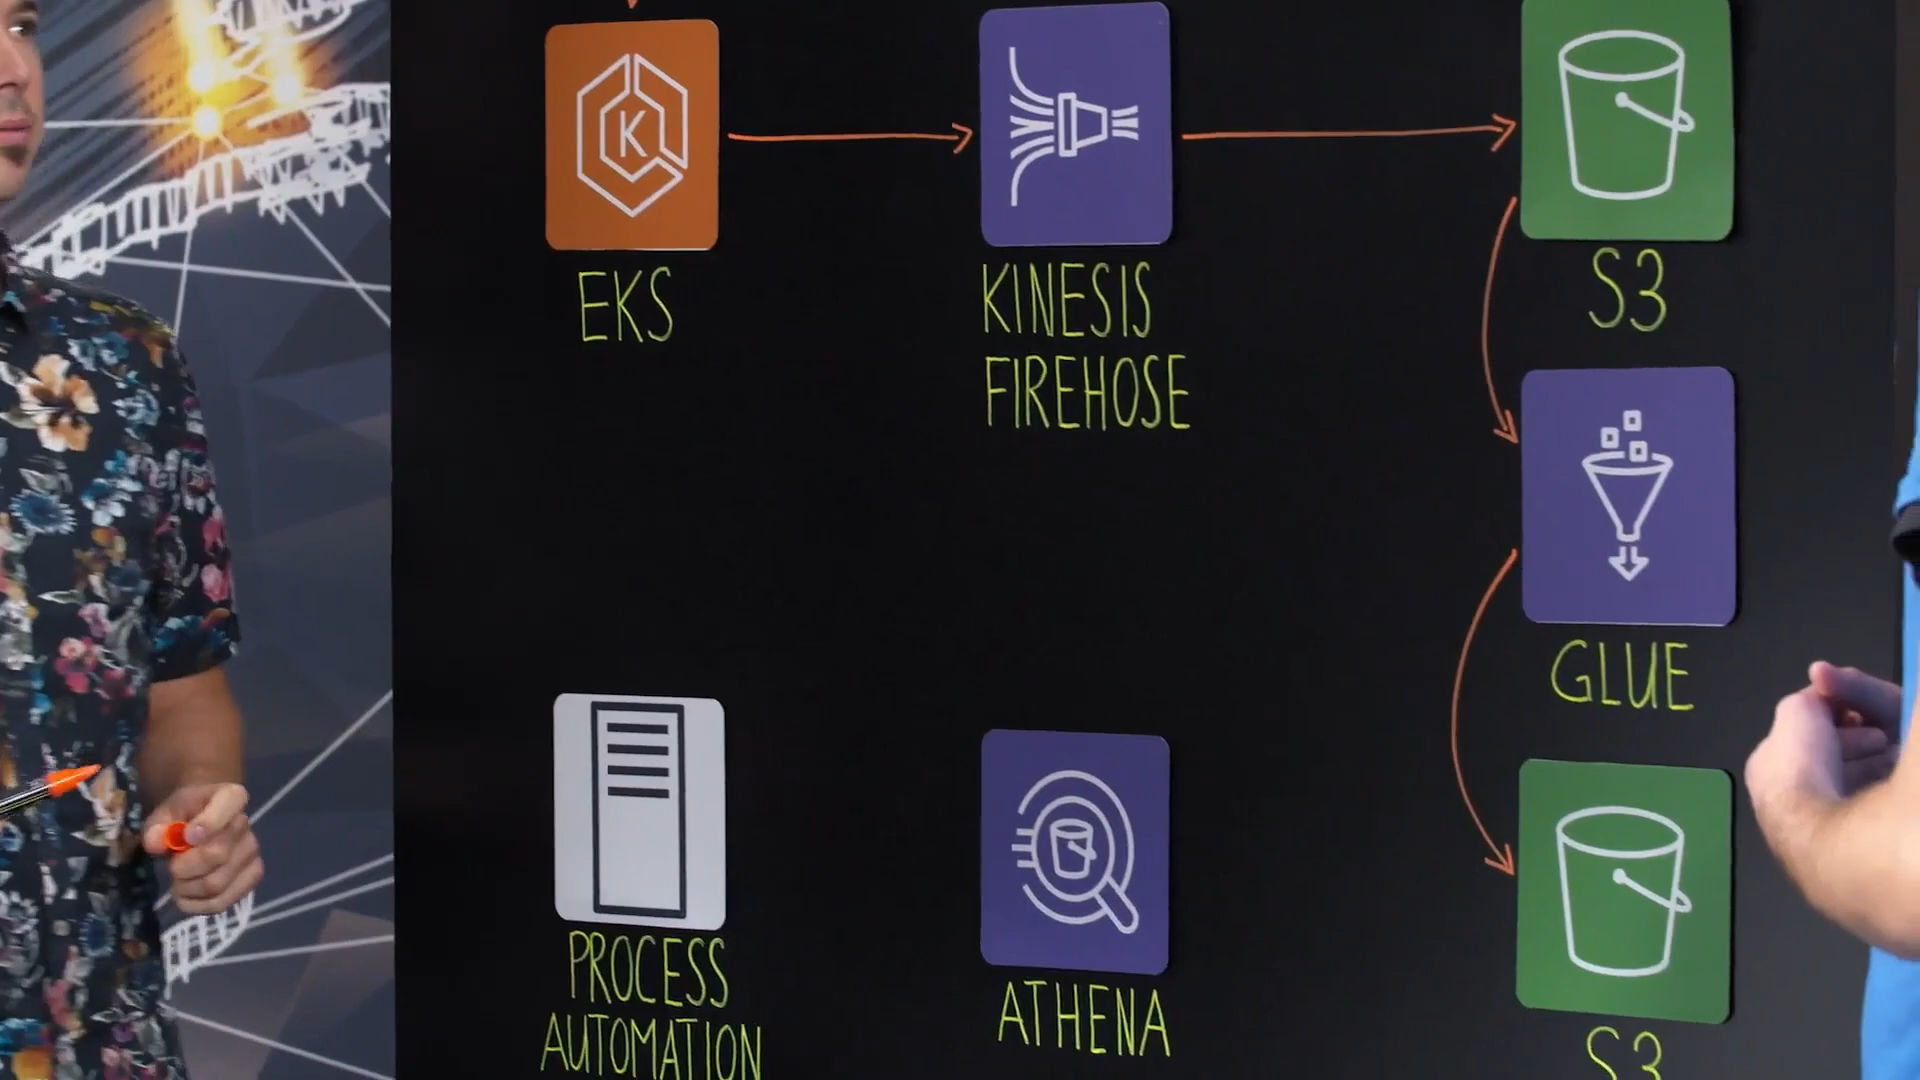 K
EKS
KINESIS
FIREHOSE
S3
GLUE
PROCESS
AUTOMATION
ATHENA
S3